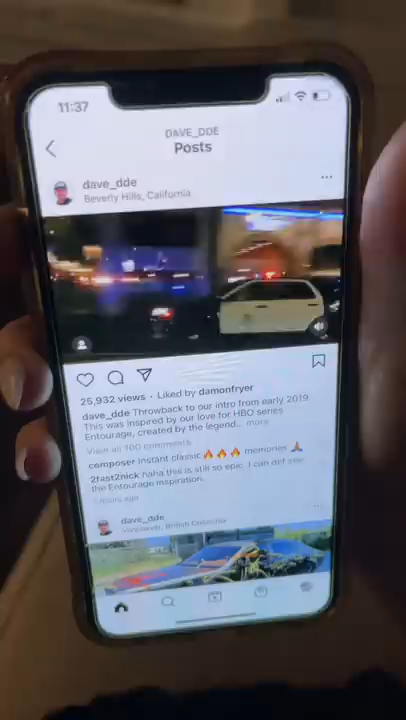 11:37
DAVE_DDE
Posts
dave_dde
Beverly Hills, California
25,932 views · Liked by damonfryer
dave_dde Throwback to our intro from early 2019.
This was inspired by our love for HBO series
Entourage, created by the legend... more
View all 100 comments
composer Instant classic 🔥🔥🔥 memories 🙏
2fast2nick haha this is still so epic. I can def see
the Entourage inspiration.
hours ago
dave_dde
Vancouver, British Columbia